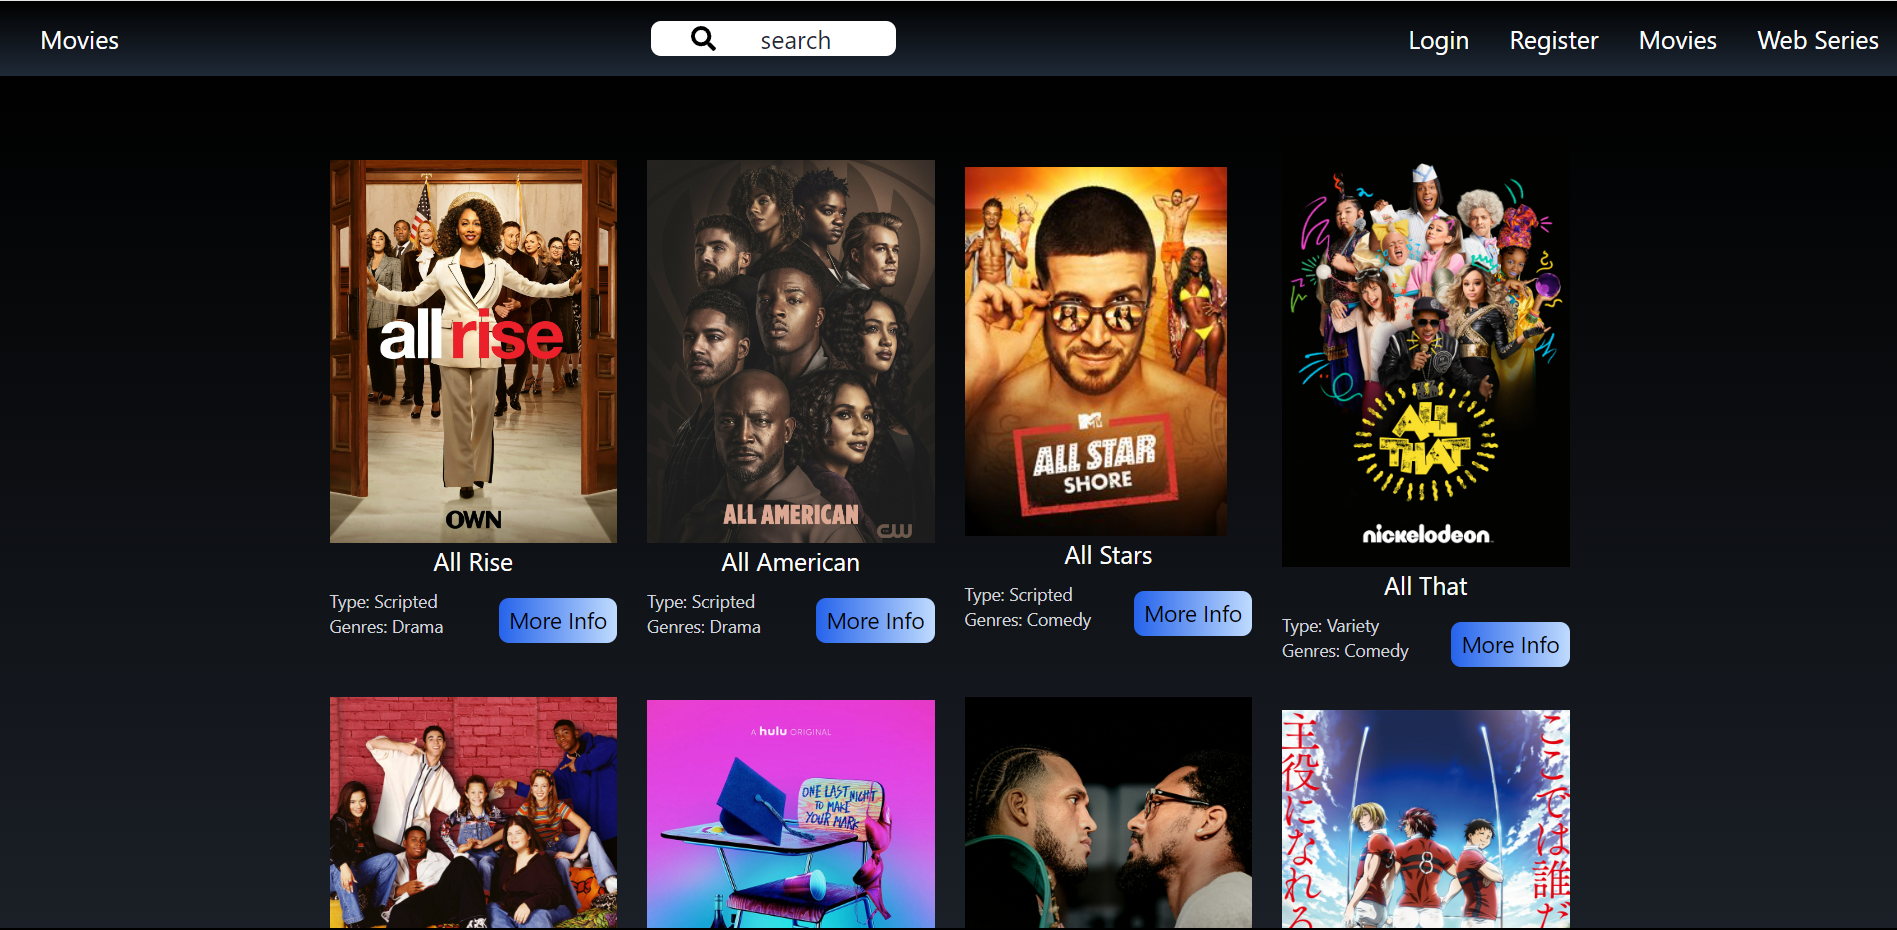 Movies
search
Login
Register
Movies
Web Series
all rise
OWN
ALL AMERICAN
CW
MTV
ALL STAR
SHORE
ALL
THAT
nickelodeon
All Rise
All American
All Stars
All That
Type: Scripted
Genres: Drama
More Info
Type: Scripted
Genres: Drama
More Info
Type: Scripted
Genres: Comedy
More Info
Type: Variety
Genres: Comedy
More Info
A hulu ORIGINAL
ONE LAST NIGHT
TO MAKE
YOUR MARK
8
ここでは誰だ
主役になれる